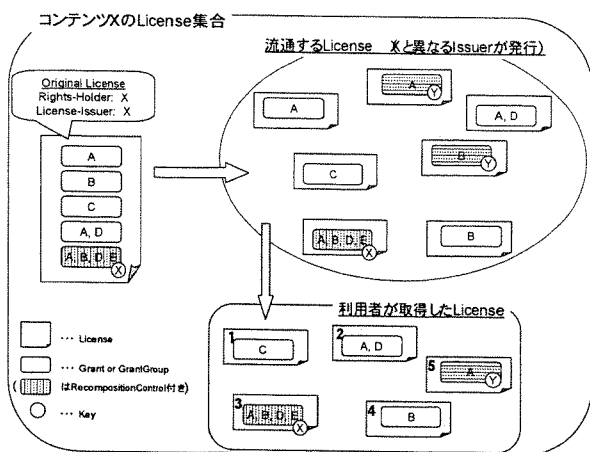 コンテンツXのLicense集合
流通するLicense (Xと異なるIssuerが発行)
Original License
Rights-Holder: X
License-Issuer: X
A
B
C
A, D
A, B, D, E
X
A
A
Y
A, D
C
B
Y
A, B, D, E
X
B
利用者が取得したLicense
1
C
2
A, D
5
A
Y
3
A, B, D, E
X
4
B
… License
… Grant or GrantGroup
( はRecompositionControl付き)
… Key